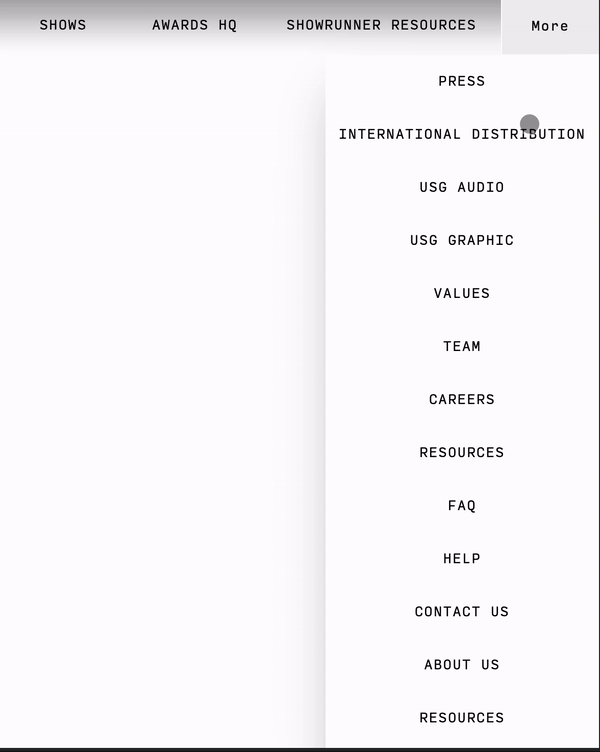 SHOWS AWARDS HQ SHOWRUNNER RESOURCES More
PRESS
INTERNATIONAL DISTRIBUTION
USG AUDIO
USG GRAPHIC
VALUES
TEAM
CAREERS
RESOURCES
FAQ
HELP
CONTACT US
ABOUT US
RESOURCES